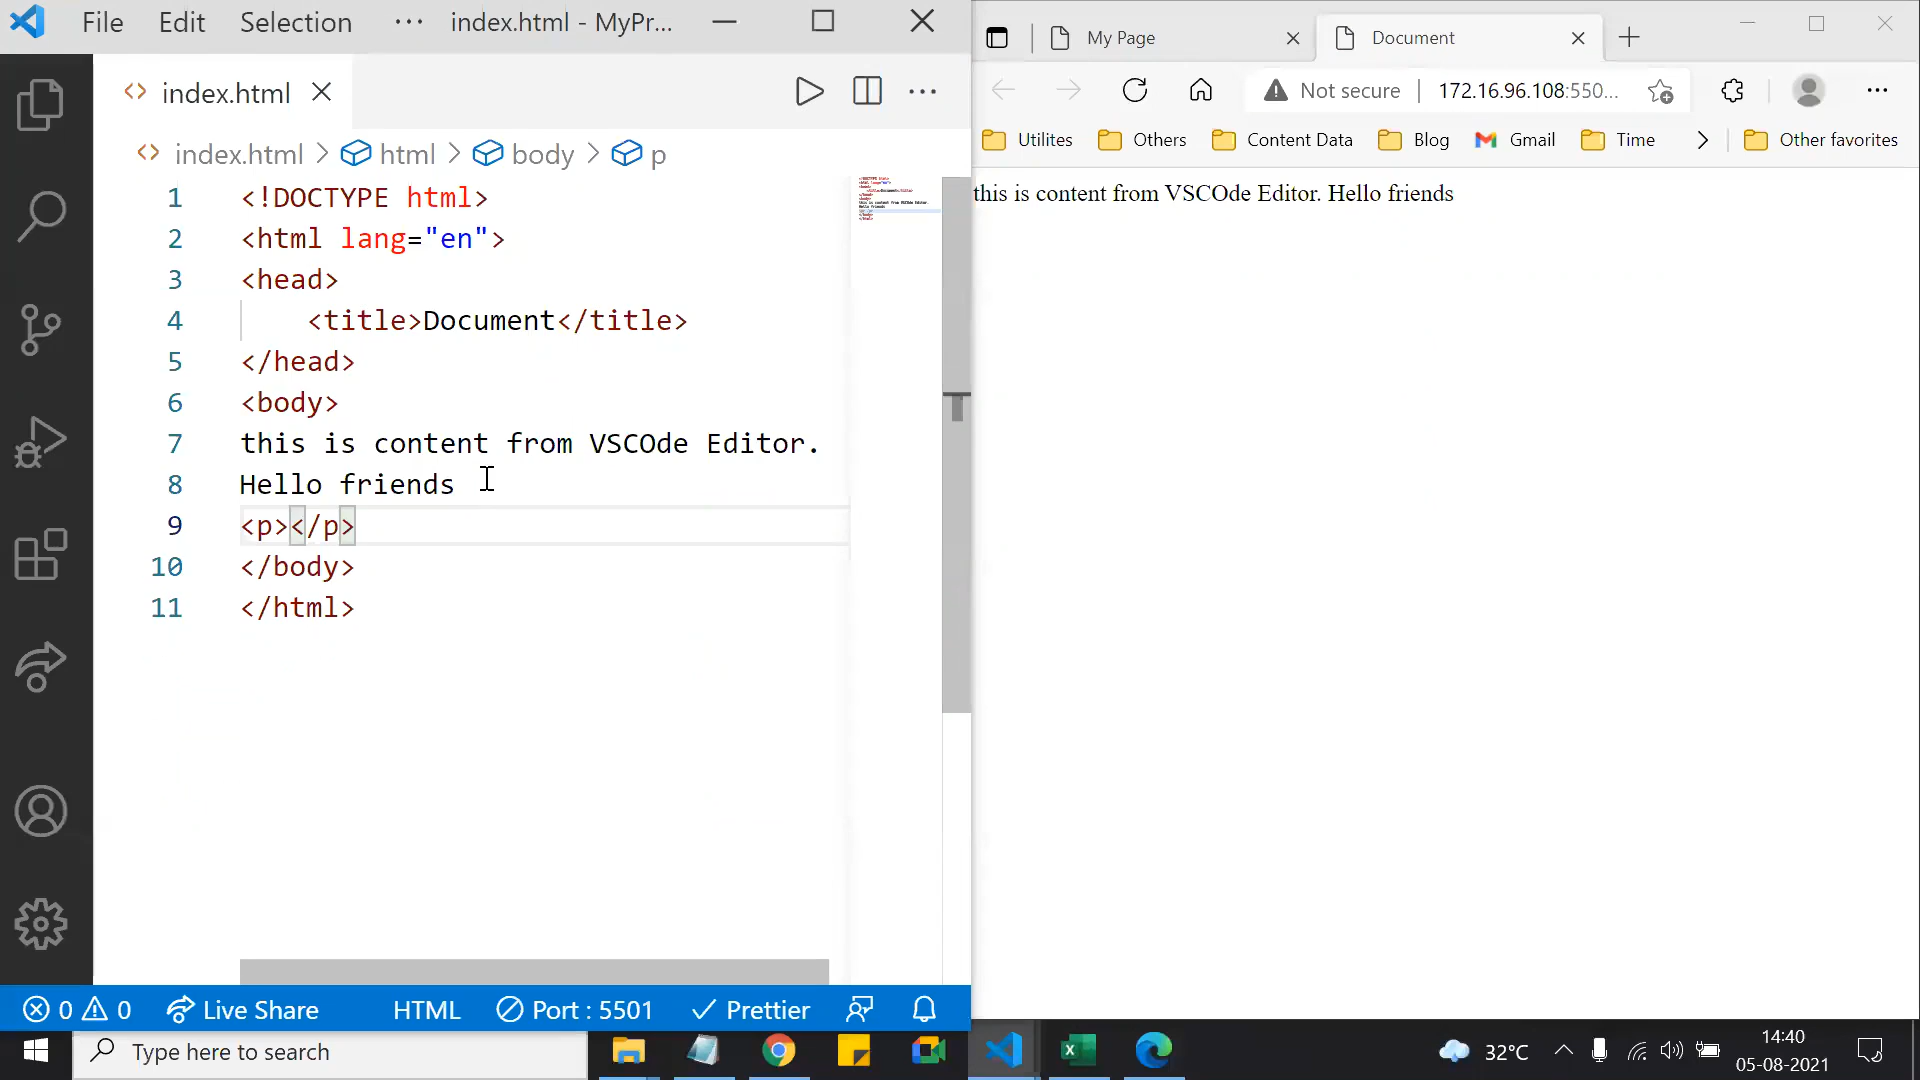 File Edit Selection ··· index.html - MyPr...
index.html
index.html > html > body > p
1 <!DOCTYPE html>
2 <html lang="en">
3 <head>
4 <title>Document</title>
5 </head>
6 <body>
7 this is content from VSCOde Editor.
8 Hello friends
9 <p></p>
10 </body>
11 </html>
0 0 Live Share HTML Port : 5501 Prettier
My Page Document
Not secure 172.16.96.108:550...
Utilites Others Content Data Blog Gmail Time Other favorites
this is content from VSCOde Editor. Hello friends
Type here to search
32°C
14:40
05-08-2021